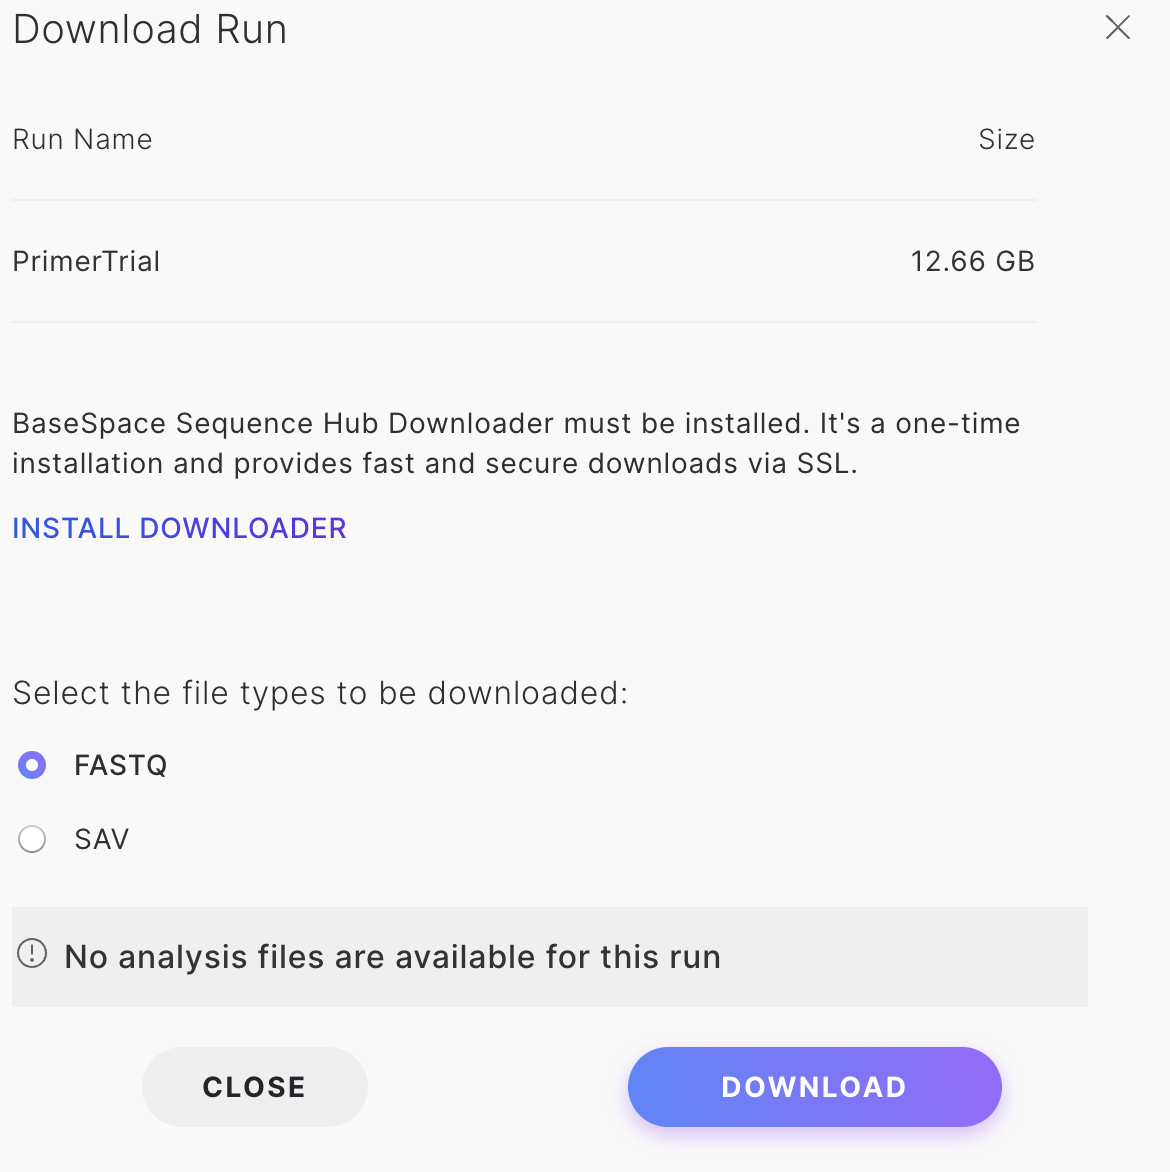 Download Run
Run Name Size
PrimerTrial 12.66 GB
BaseSpace Sequence Hub Downloader must be installed. It's a one-time
installation and provides fast and secure downloads via SSL.
INSTALL DOWNLOADER
Select the file types to be downloaded:
FASTQ
SAV
No analysis files are available for this run
CLOSE DOWNLOAD